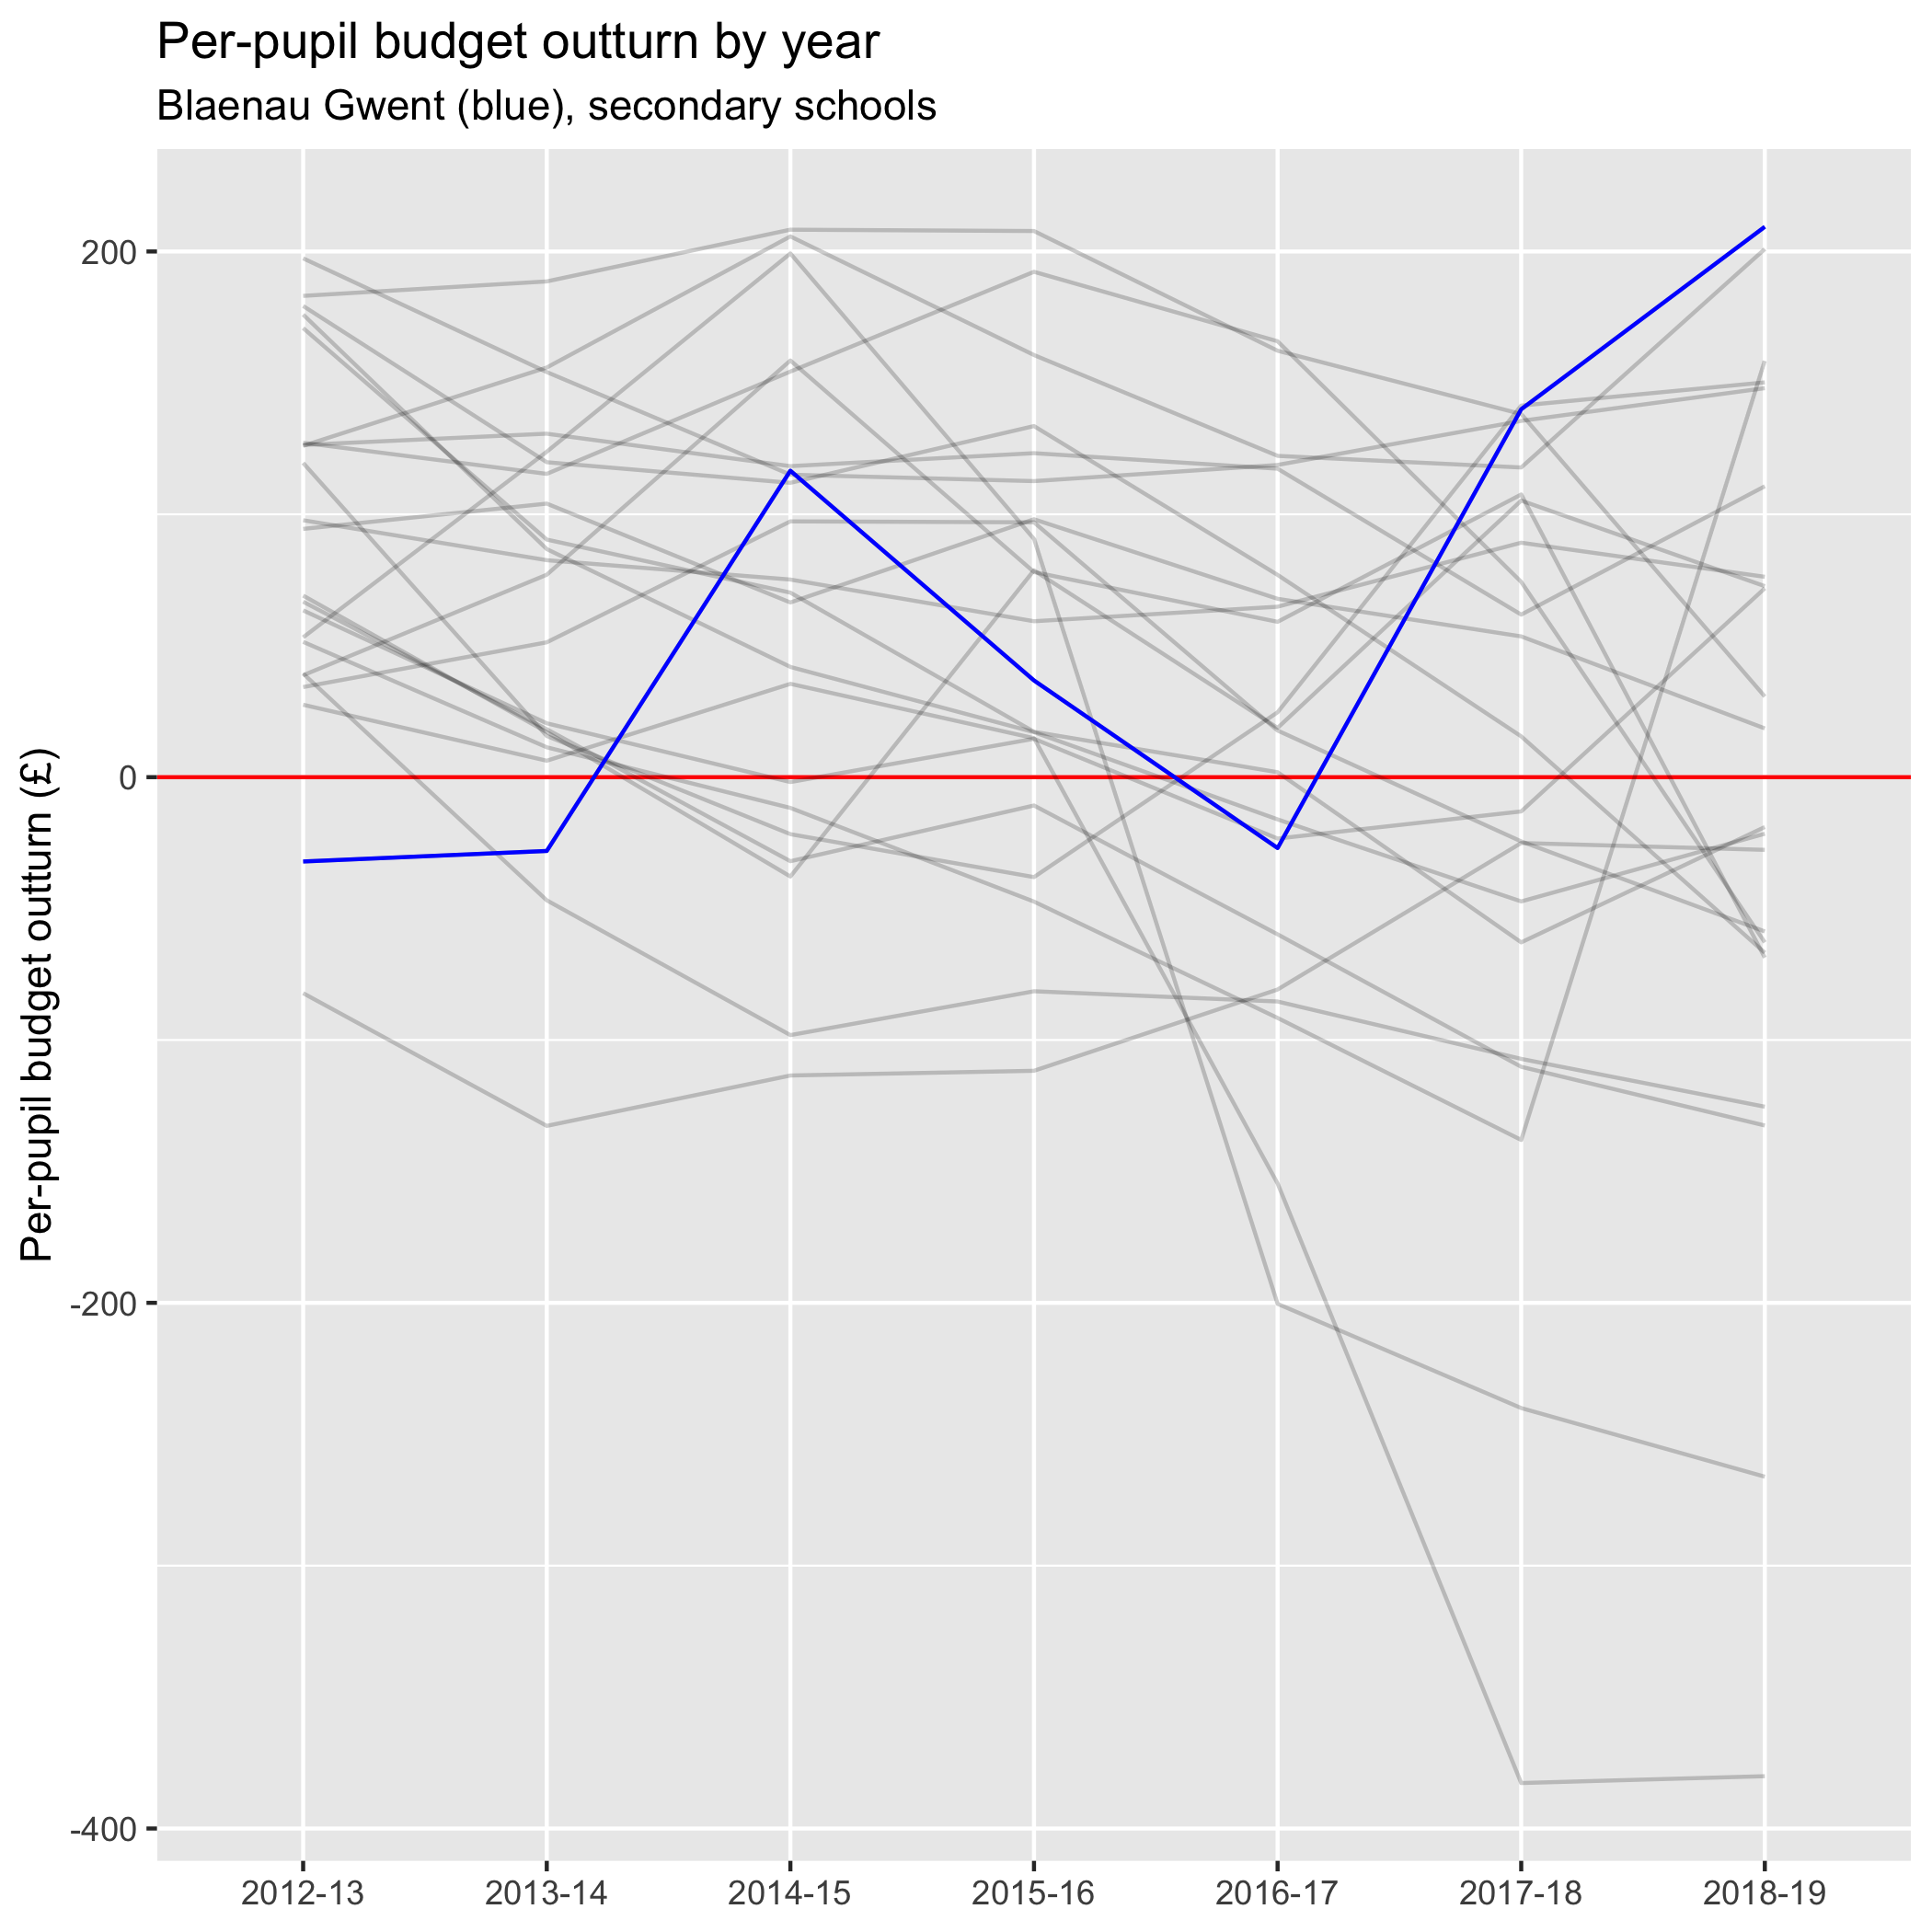 Per-pupil budget outturn by year
Blaenau Gwent (blue), secondary schools
Per-pupil budget outturn (£)
200
0
-200
-400
2012-13 2013-14 2014-15 2015-16 2016-17 2017-18 2018-19